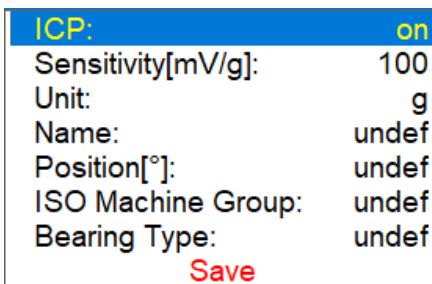 ICP: on
Sensitivity[mV/g]: 100
Unit: g
Name: undef
Position[°]: undef
ISO Machine Group: undef
Bearing Type: undef
Save